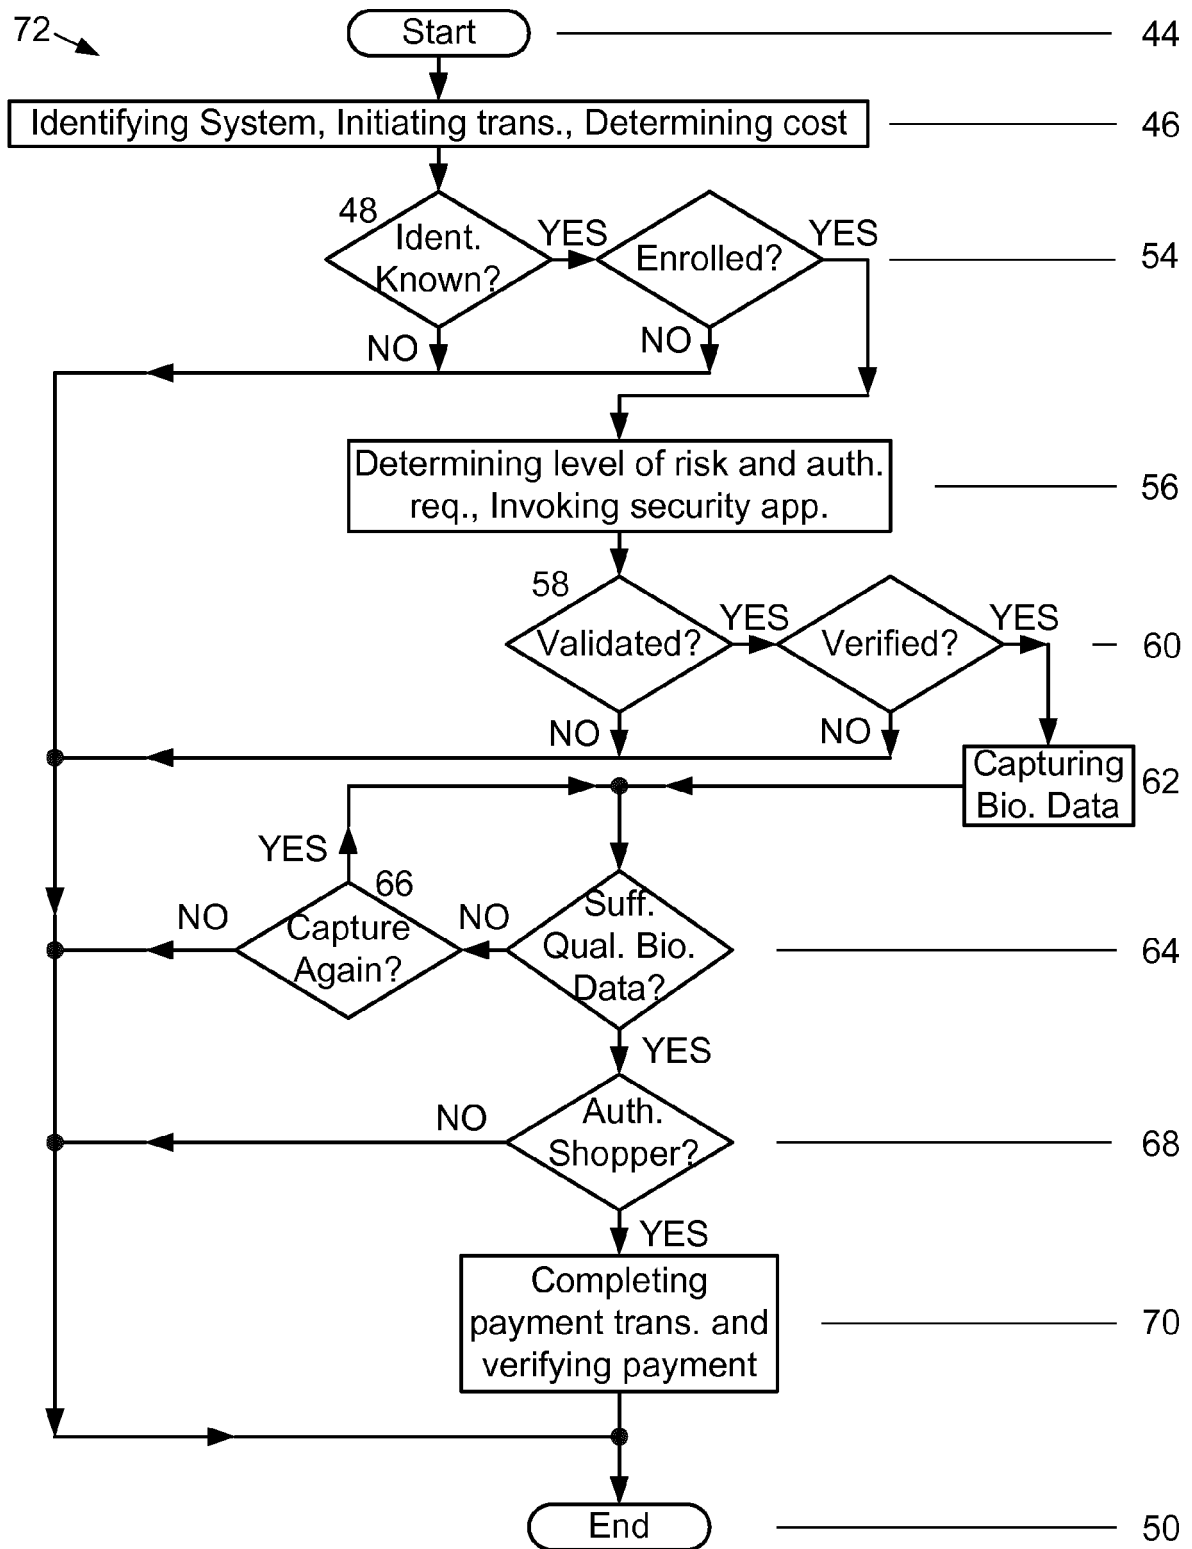 72
Start
44
Identifying System, Initiating trans., Determining cost
46
48
Ident.
Known?
YES
Enrolled?
YES
54
NO
NO
Determining level of risk and auth.
req., Invoking security app.
56
58
Validated?
YES
Verified?
YES
60
NO
NO
Capturing
Bio. Data
62
YES
66
Capture
Again?
NO
NO
Suff.
Qual. Bio.
Data?
64
YES
NO
Auth.
Shopper?
68
YES
Completing
payment trans. and
verifying payment
70
End
50